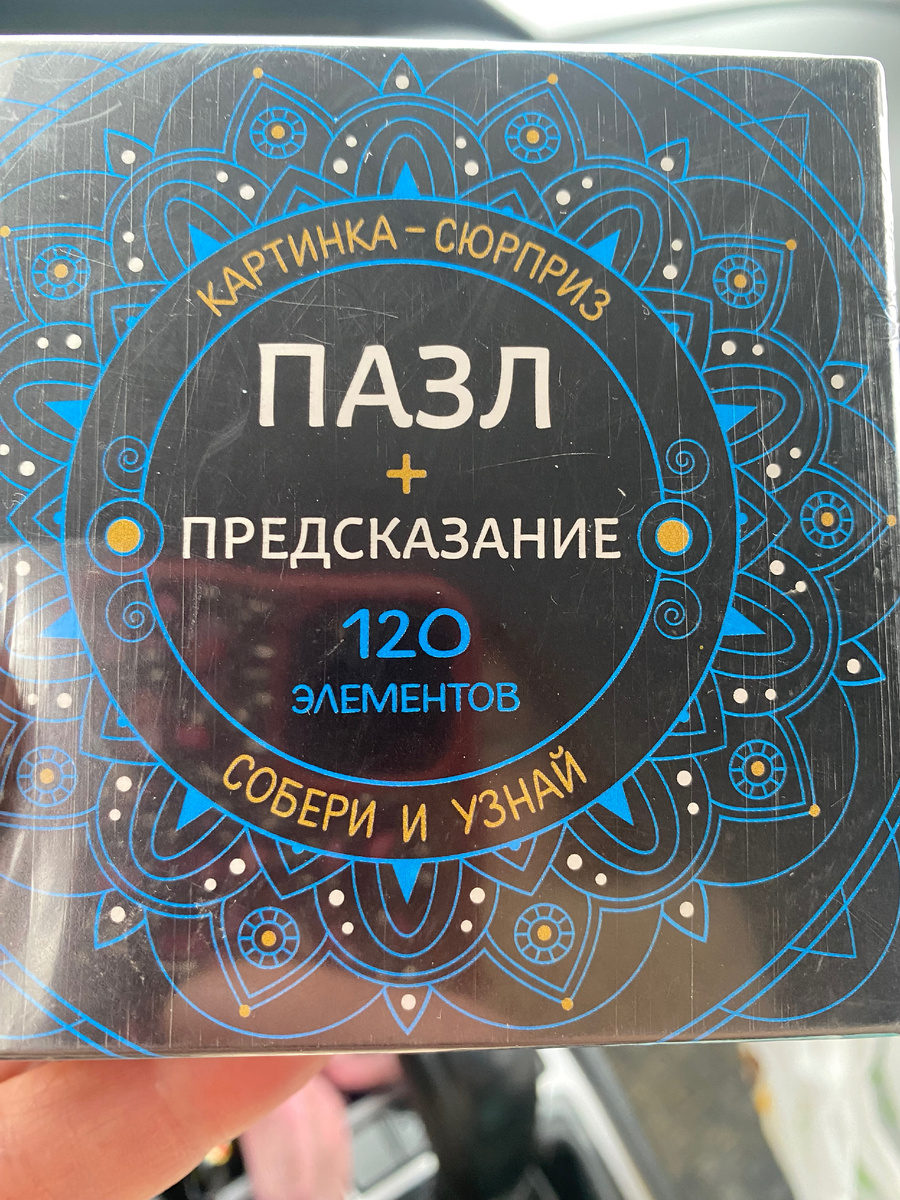 КАРТИНКА - СЮРПРИЗ
ПАЗЛ
+
ПРЕДСКАЗАНИЕ
120
ЭЛЕМЕНТОВ
СОБЕРИ И УЗНАЙ